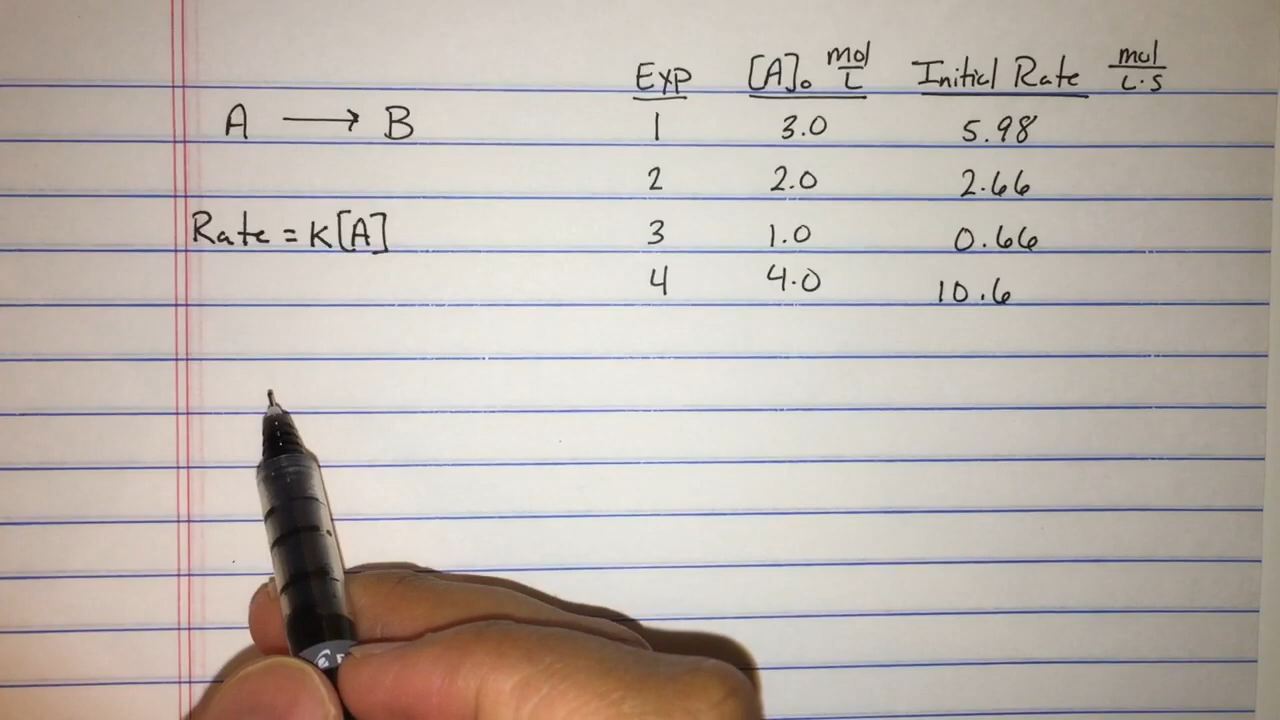 Exp [A]₀ mol/L Initial Rate mol/L·s
A → B
1 3.0 5.98
2 2.0 2.66
Rate = K[A]
3 1.0 0.66
4 4.0 10.6